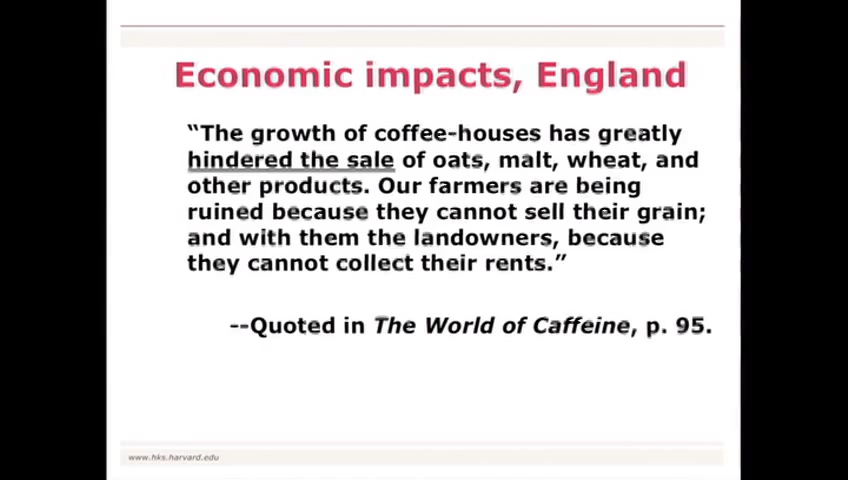 Economic impacts, England
“The growth of coffee-houses has greatly
hindered the sale of oats, malt, wheat, and
other products. Our farmers are being
ruined because they cannot sell their grain;
and with them the landowners, because
they cannot collect their rents.”
--Quoted in The World of Caffeine, p. 95.
www.hks.harvard.edu